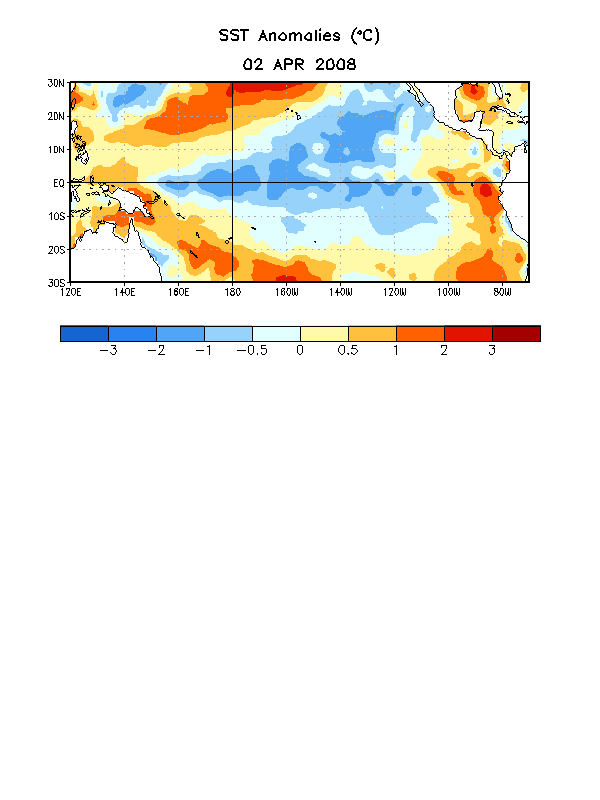 SST Anomalies (°C)
02 APR 2008
30N
20N
10N
EQ
10S
20S
30S
120E 140E 160E 180 160W 140W 120W 100W 80W
-3 -2 -1 -0.5 0 0.5 1 2 3